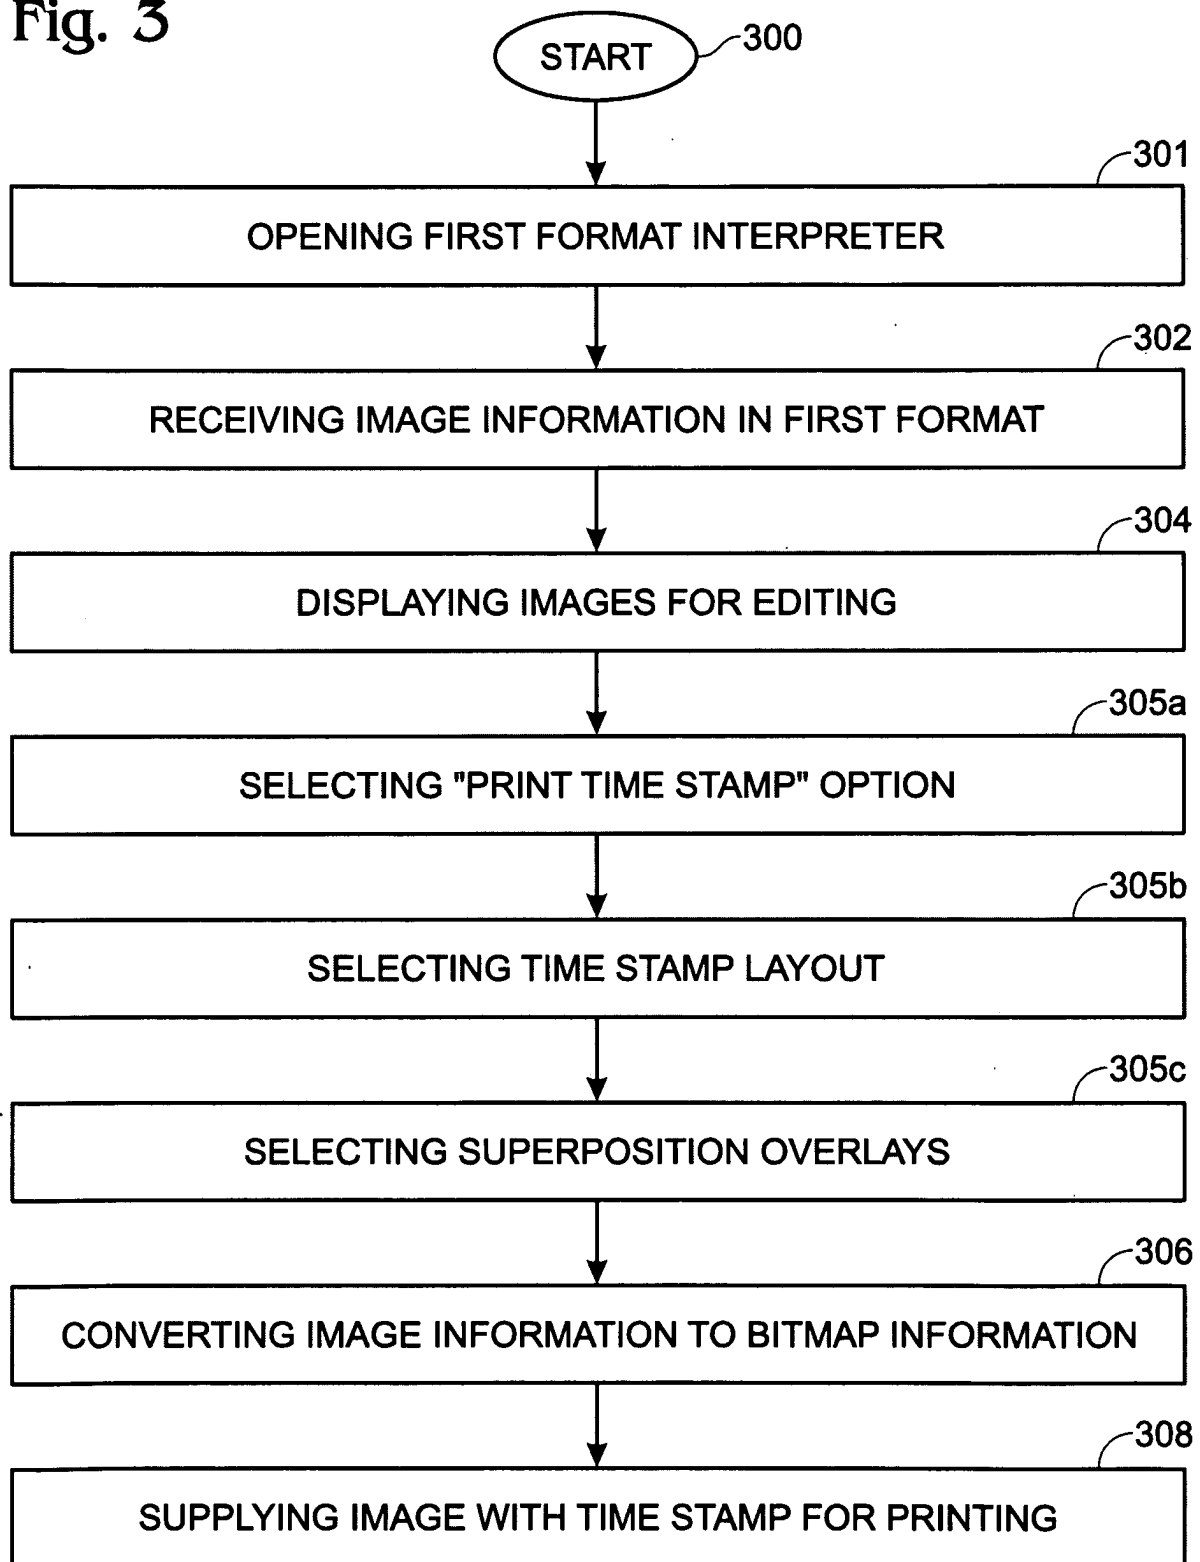 Fig. 3
START
300
301
OPENING FIRST FORMAT INTERPRETER
302
RECEIVING IMAGE INFORMATION IN FIRST FORMAT
304
DISPLAYING IMAGES FOR EDITING
305a
SELECTING "PRINT TIME STAMP" OPTION
305b
SELECTING TIME STAMP LAYOUT
305c
SELECTING SUPERPOSITION OVERLAYS
306
CONVERTING IMAGE INFORMATION TO BITMAP INFORMATION
308
SUPPLYING IMAGE WITH TIME STAMP FOR PRINTING